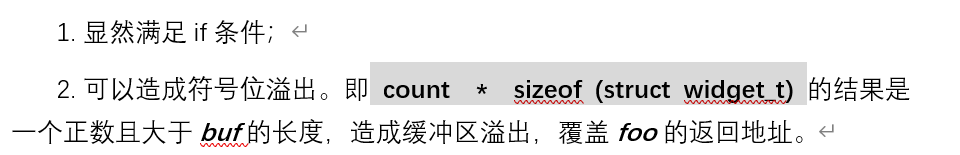 1. 显然满足 if 条件；
2. 可以造成符号位溢出。即 count * sizeof (struct widget_t) 的结果是
一个正数且大于 buf 的长度，造成缓冲区溢出，覆盖 foo 的返回地址。